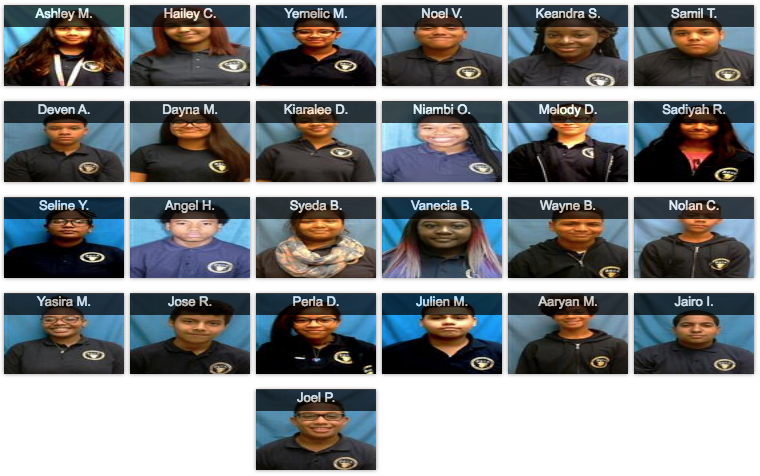 Ashley M. Hailey C. Yemelic M. Noel V. Keandra S. Samil T.
Deven A. Dayna M. Kiaralee D. Niambi O. Melody D. Sadiyah R.
Seline Y. Angel H. Syeda B. Vanecia B. Wayne B. Nolan C.
Yasira M. Jose R. Perla D. Julien M. Aaryan M. Jairo I.
Joel P.